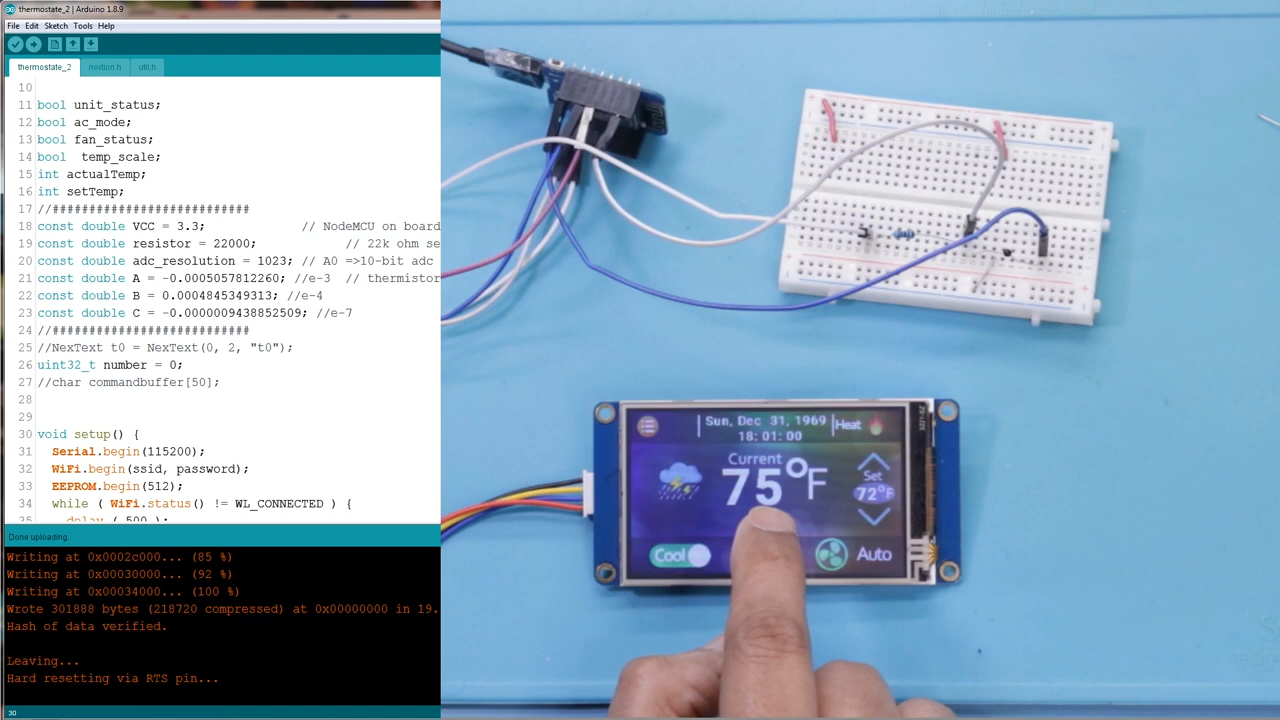 thermostate_2 | Arduino 1.8.9
File Edit Sketch Tools Help
thermostate_2 nextion.h util.h
10
11 bool unit_status;
12 bool ac_mode;
13 bool fan_status;
14 bool  temp_scale;
15 int actualTemp;
16 int setTemp;
17 //##########################
18 const double VCC = 3.3;             // NodeMCU on board
19 const double resistor = 22000;            // 22k ohm se
20 const double adc_resolution = 1023; // A0 =>10-bit adc
21 const double A = -0.0005057812260; //e-3  // thermistor
22 const double B = 0.0004845349313; //e-4
23 const double C = -0.0000009438852509; //e-7
24 //##########################
25 //NexText t0 = NexText(0, 2, "t0");
26 uint32_t number = 0;
27 //char commandbuffer[50];
28
29
30 void setup() {
31   Serial.begin(115200);
32   WiFi.begin(ssid, password);
33   EEPROM.begin(512);
34   while ( WiFi.status() != WL_CONNECTED ) {
delay ( 500 );
Done uploading.
Writing at 0x0002c000... (85 %)
Writing at 0x00030000... (92 %)
Writing at 0x00034000... (100 %)
Wrote 301888 bytes (218720 compressed) at 0x00000000 in 19.
Hash of data verified.
Leaving...
Hard resetting via RTS pin...
30
Sun, Dec 31, 1969
18:01:00
Heat
Current
75°F
Set
72°F
Cool
Auto